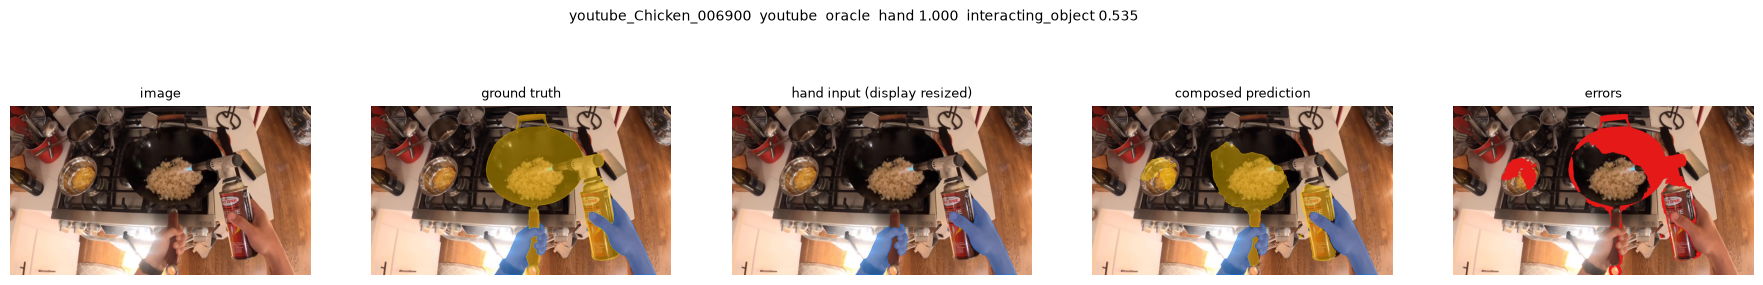 youtube_Chicken_006900 youtube oracle hand 1.000 interacting_object 0.535
image
ground truth
hand input (display resized)
composed prediction
errors